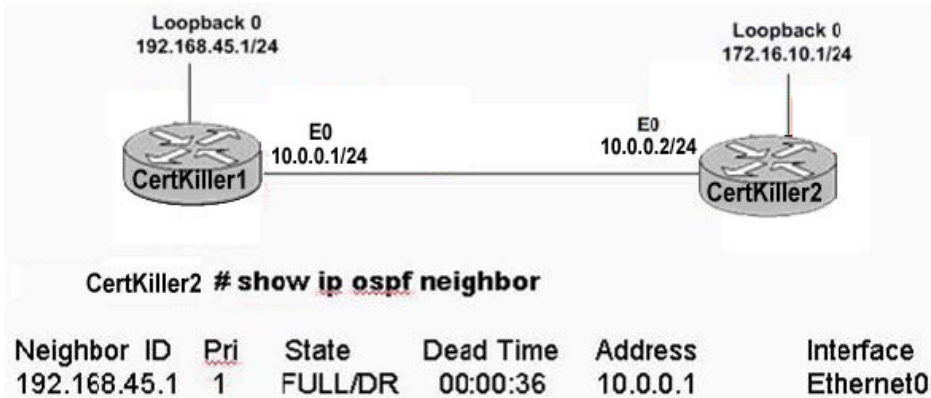 Loopback 0
192.168.45.1/24
Loopback 0
172.16.10.1/24
E0
10.0.0.1/24
E0
10.0.0.2/24
CertKiller1
CertKiller2
CertKiller2 # show ip ospf neighbor
Neighbor ID Pri State Dead Time Address Interface
192.168.45.1 1 FULL/DR 00:00:36 10.0.0.1 Ethernet0